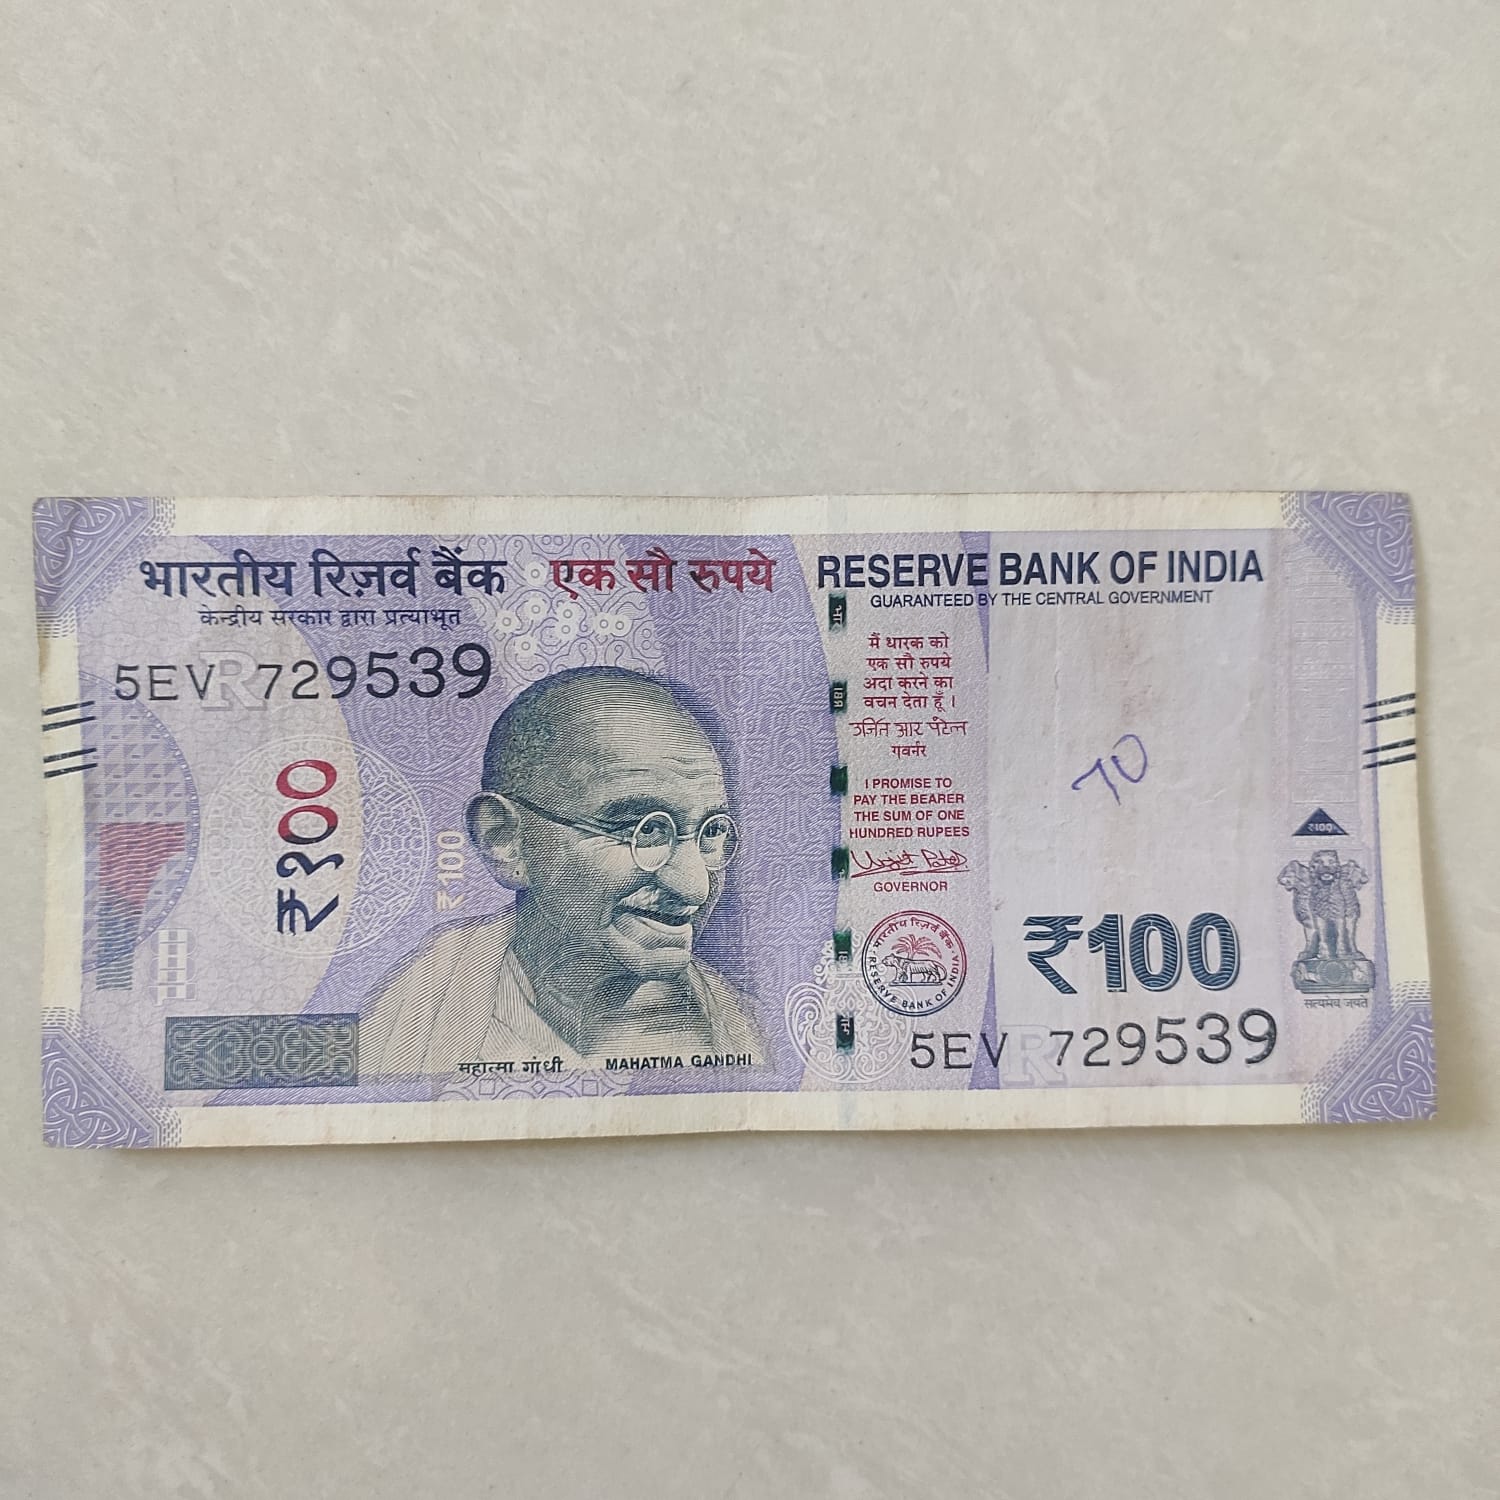 भारतीय रिज़र्व बैंक एक सौ रुपये
केन्द्रीय सरकार द्वारा प्रत्याभूत
5EV 729539
₹१००
₹100
महात्मा गांधी MAHATMA GANDHI
RESERVE BANK OF INDIA
GUARANTEED BY THE CENTRAL GOVERNMENT
मैं धारक को
एक सौ रुपये
अदा करने का
वचन देता हूँ ।
उर्जित आर पटेल
गवर्नर
I PROMISE TO
PAY THE BEARER
THE SUM OF ONE
HUNDRED RUPEES
GOVERNOR
भारतीय रिज़र्व बैंक
RESERVE BANK OF INDIA
70
₹100
₹100
सत्यमेव जयते
5EV R 729539